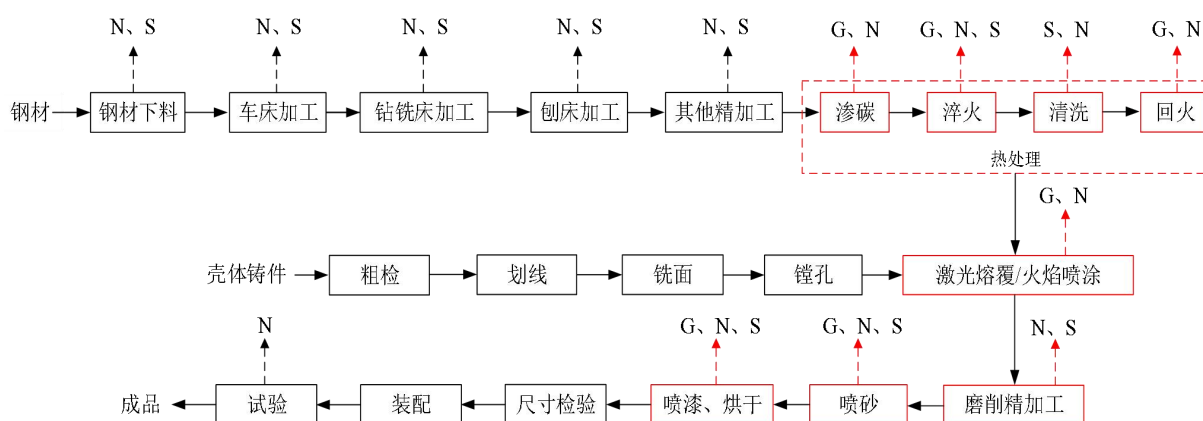 N、S N、S N、S N、S N、S G、N G、N、S S、N G、N
钢材 钢材下料 车床加工 钻铣床加工 刨床加工 其他精加工 渗碳 淬火 清洗 回火
热处理
G、N
壳体铸件 粗检 划线 铣面 镗孔 激光熔覆/火焰喷涂
N G、N、S G、N、S N、S
成品 试验 装配 尺寸检验 喷漆、烘干 喷砂 磨削精加工